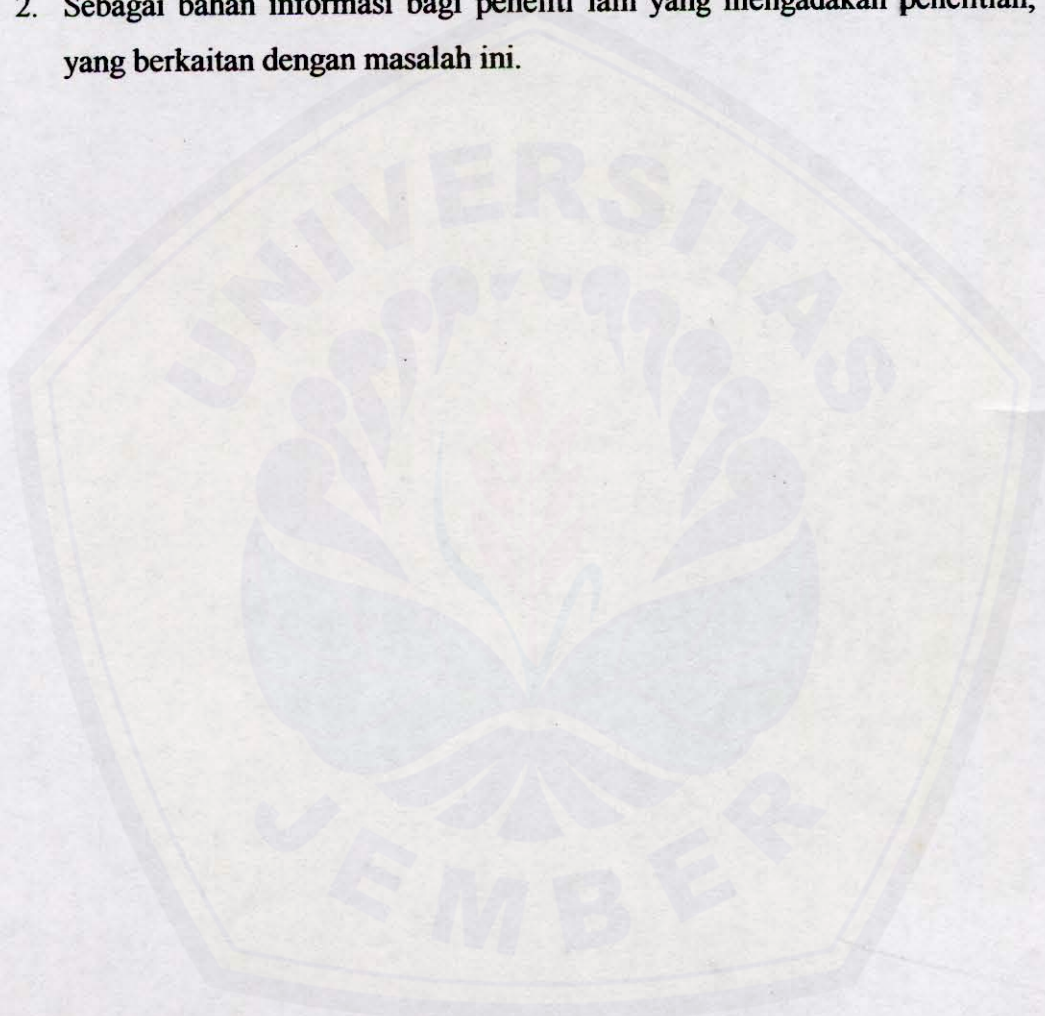 2. Sebagai bahan informasi bagi peneliti lain yang mengadakan penelitian,
yang berkaitan dengan masalah ini.
UNIVERSITAS
JEMBER